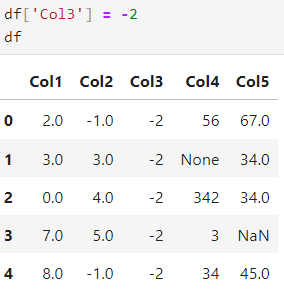 df['Col3'] = -2
df
Col1 Col2 Col3 Col4 Col5
0 2.0 -1.0 -2 56 67.0
1 3.0 3.0 -2 None 34.0
2 0.0 4.0 -2 342 34.0
3 7.0 5.0 -2 3 NaN
4 8.0 -1.0 -2 34 45.0